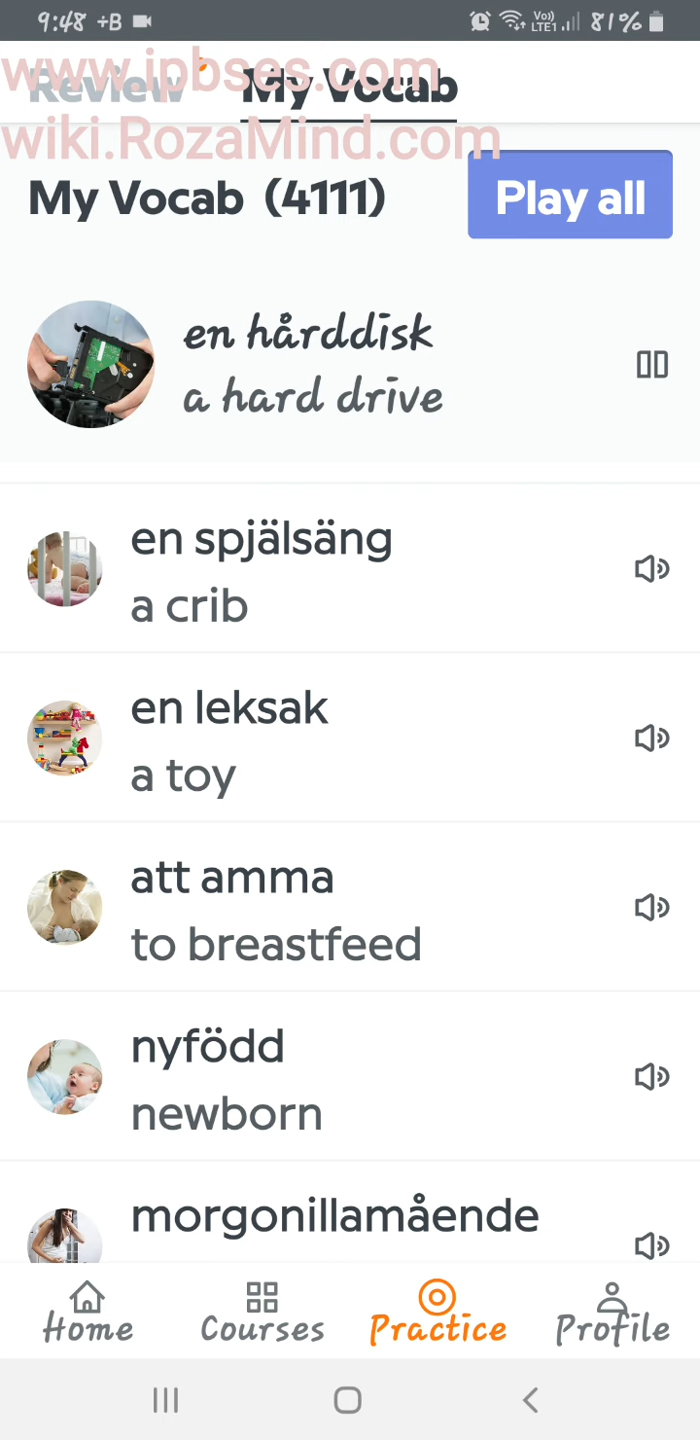 9:48 ÷B
Vo)) LTE1 81%
www.ipbses.com
Review My Vocab
wiki.RozaMind.com
My Vocab (4111)
Play all
en hårddisk
a hard drive
en spjälsäng
a crib
en leksak
a toy
att amma
to breastfeed
nyfödd
newborn
morgonillamående
Home Courses Practice Profile